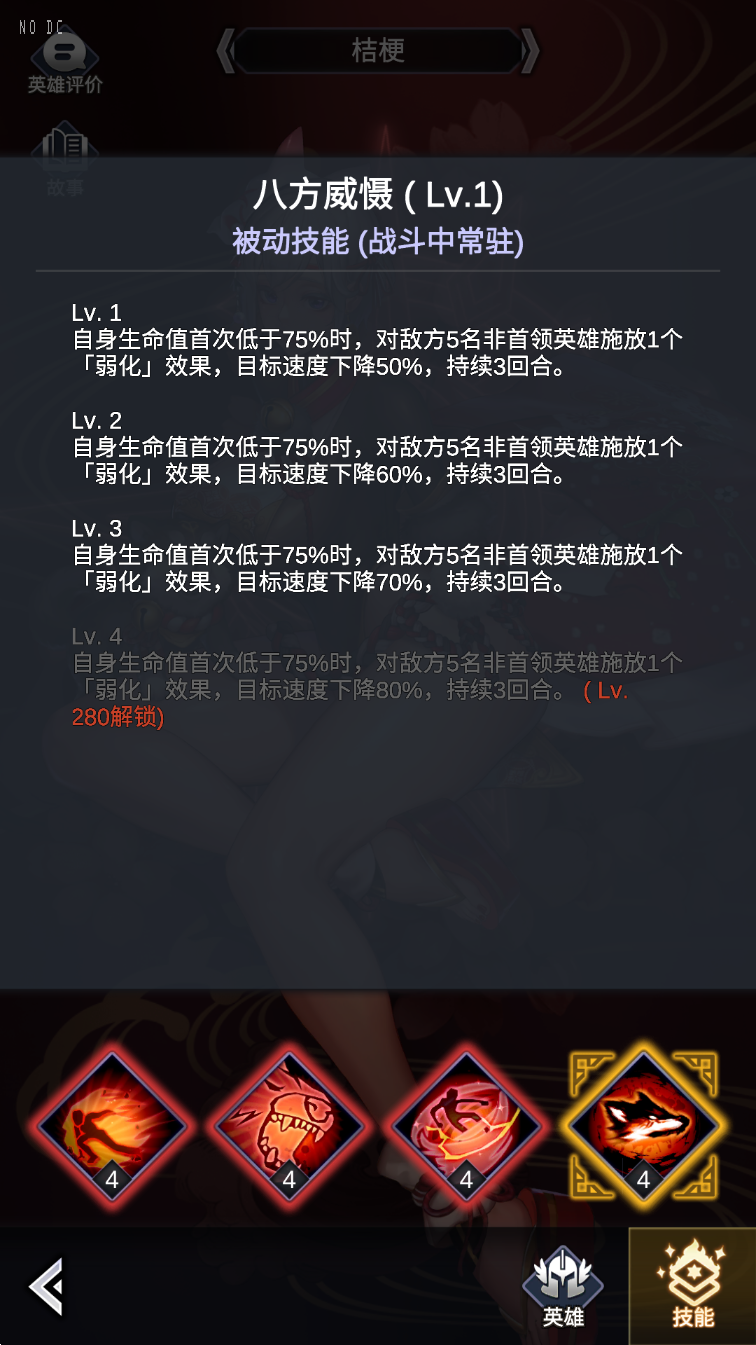 NO DC
英雄评价
桔梗
故事
八方威慑 ( Lv.1)
被动技能 (战斗中常驻)
Lv. 1
自身生命值首次低于75%时，对敌方5名非首领英雄施放1个
「弱化」效果，目标速度下降50%，持续3回合。
Lv. 2
自身生命值首次低于75%时，对敌方5名非首领英雄施放1个
「弱化」效果，目标速度下降60%，持续3回合。
Lv. 3
自身生命值首次低于75%时，对敌方5名非首领英雄施放1个
「弱化」效果，目标速度下降70%，持续3回合。
Lv. 4
自身生命值首次低于75%时，对敌方5名非首领英雄施放1个
「弱化」效果，目标速度下降80%，持续3回合。 ( Lv.
280解锁)
4
4
4
4
英雄
技能